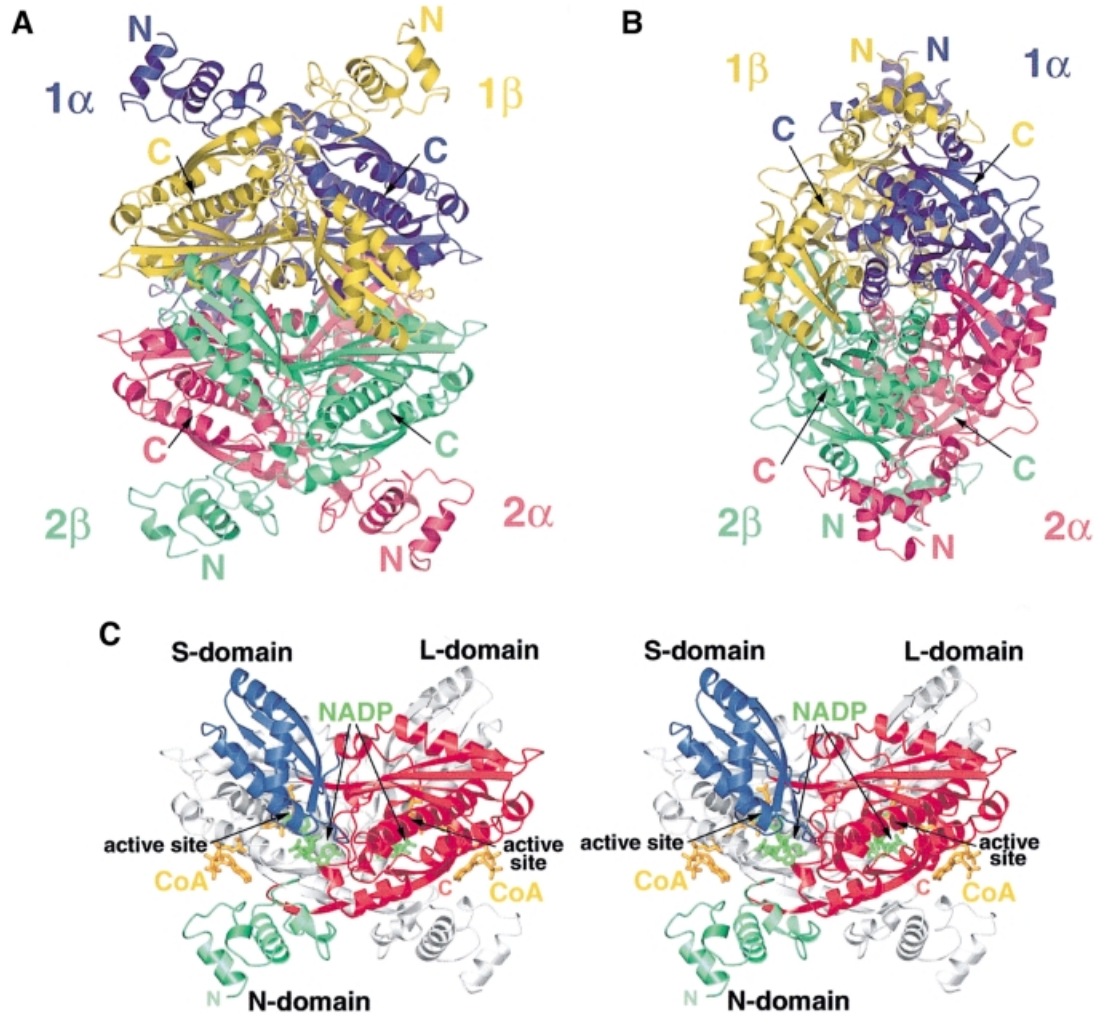 A
N
N
1α
1β
C
C
C
C
2β
2α
N
N
B
N
N
1β
1α
C
C
C
C
2β
2α
N
N
C
S-domain
L-domain
NADP
active site
active
site
CoA
C
CoA
N
N-domain
S-domain
L-domain
NADP
active site
active
site
CoA
C
CoA
N
N-domain